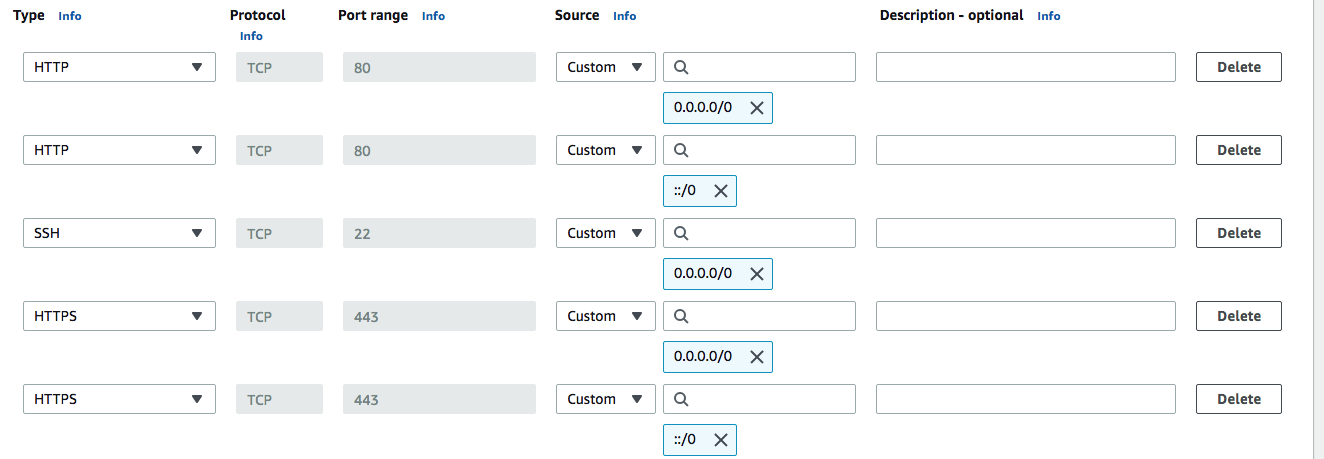 Type Info Protocol Port range Info Source Info Description - optional Info
Info
HTTP TCP 80 Custom Delete
0.0.0.0/0
HTTP TCP 80 Custom Delete
::/0
SSH TCP 22 Custom Delete
0.0.0.0/0
HTTPS TCP 443 Custom Delete
0.0.0.0/0
HTTPS TCP 443 Custom Delete
::/0